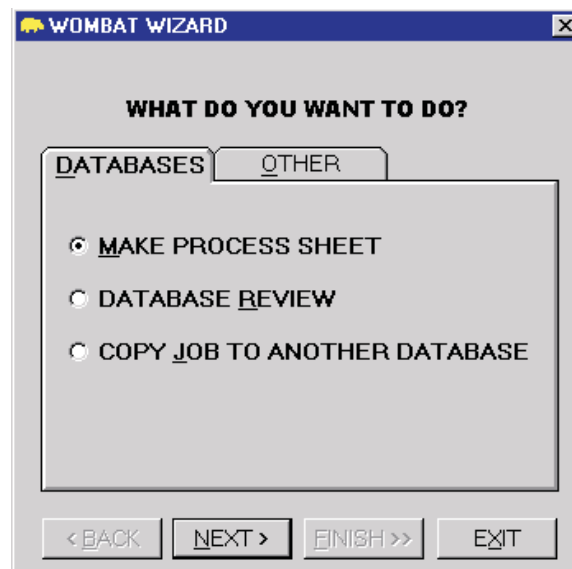 WOMBAT WIZARD
WHAT DO YOU WANT TO DO?
DATABASES OTHER
MAKE PROCESS SHEET
DATABASE REVIEW
COPY JOB TO ANOTHER DATABASE
< BACK NEXT > FINISH >> EXIT